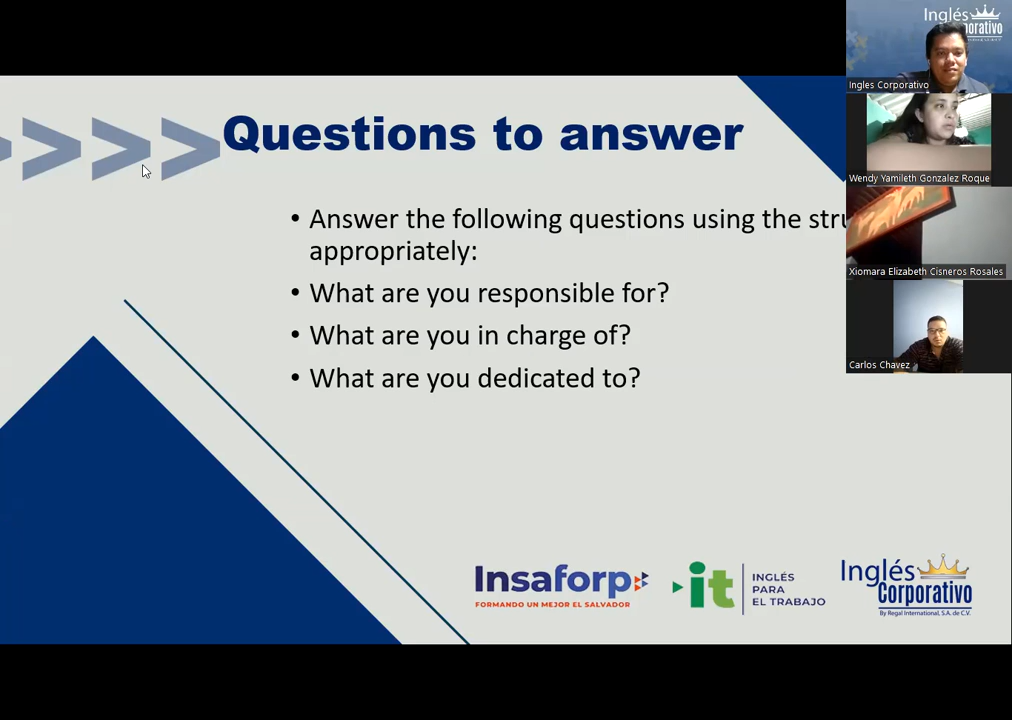 Questions to answer
• Answer the following questions using the
appropriately:
• What are you responsible for?
• What are you in charge of?
• What are you dedicated to?
Inglés
porativo
Ingles Corporativo
Wendy Yamileth Gonzalez Roque
Xiomara Elizabeth Cisneros Rosales
Carlos Chavez
Insaforp
FORMANDO UN MEJOR EL SALVADOR
it
INGLÉS
PARA
EL TRABAJO
Inglés
Corporativo
By Regal International, S.A. de C.V.